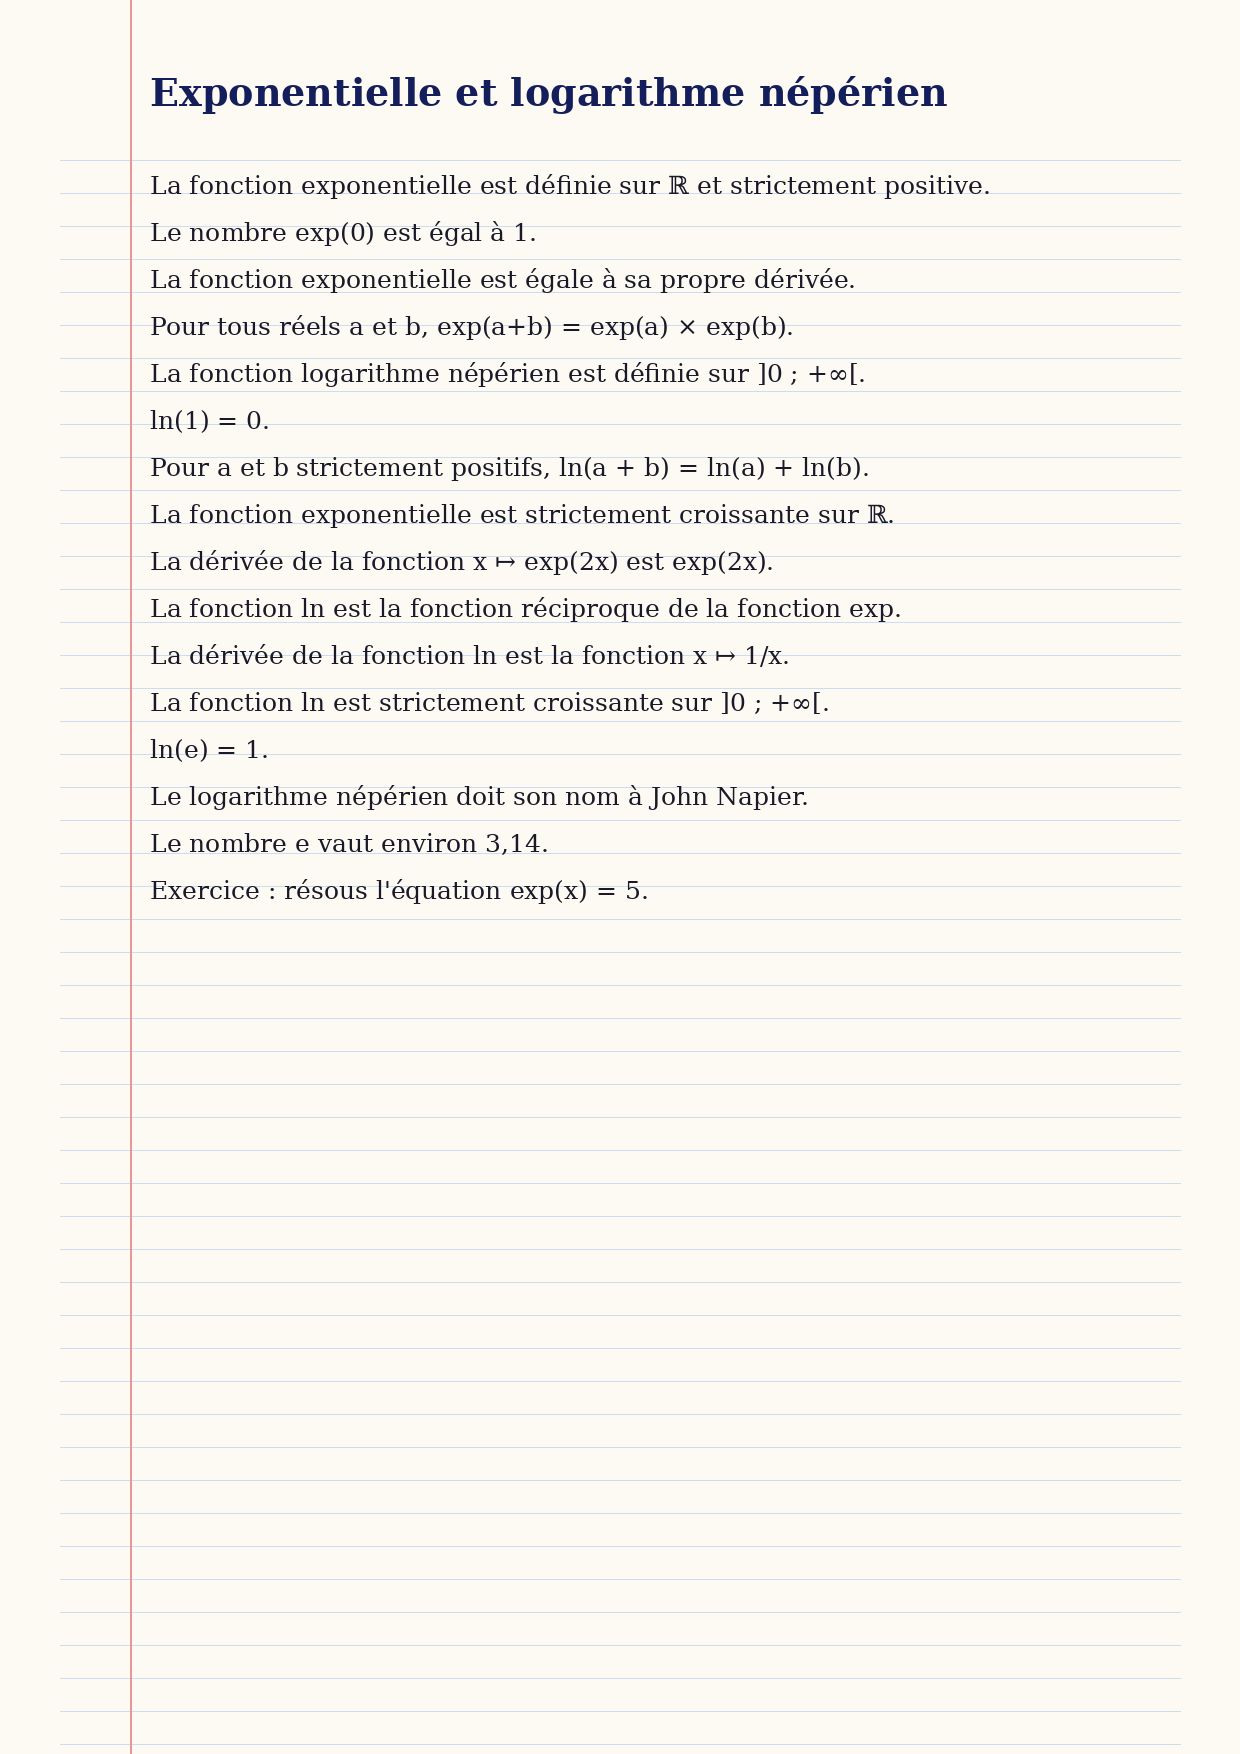 Exponentielle et logarithme népérien
La fonction exponentielle est définie sur ℝ et strictement positive.
Le nombre exp(0) est égal à 1.
La fonction exponentielle est égale à sa propre dérivée.
Pour tous réels a et b, exp(a+b) = exp(a) × exp(b).
La fonction logarithme népérien est définie sur ]0 ; +∞[.
ln(1) = 0.
Pour a et b strictement positifs, ln(a + b) = ln(a) + ln(b).
La fonction exponentielle est strictement croissante sur ℝ.
La dérivée de la fonction x ↦ exp(2x) est exp(2x).
La fonction ln est la fonction réciproque de la fonction exp.
La dérivée de la fonction ln est la fonction x ↦ 1/x.
La fonction ln est strictement croissante sur ]0 ; +∞[.
ln(e) = 1.
Le logarithme népérien doit son nom à John Napier.
Le nombre e vaut environ 3,14.
Exercice : résous l'équation exp(x) = 5.